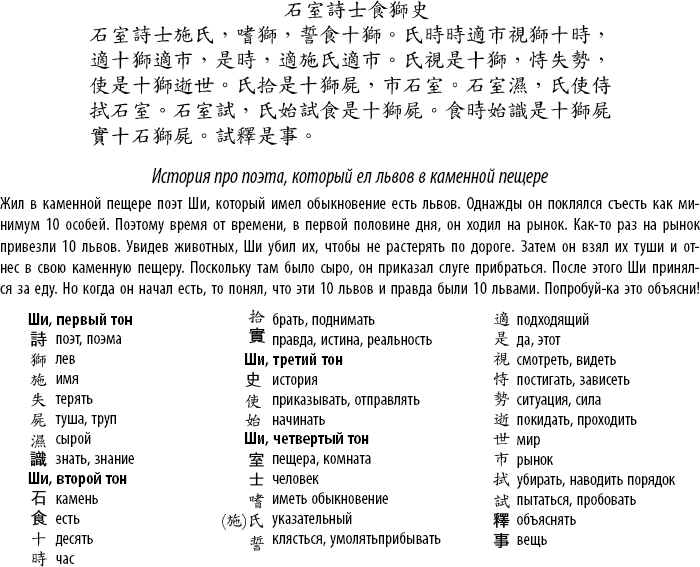 石室詩士食獅史
石室詩士施氏，嗜獅，誓食十獅。氏時時適市視獅十時，
適十獅適市，是時，適施氏適市。氏視是十獅，恃矢勢，
使是十獅逝世。氏拾是十獅屍，市石室。石室濕，氏使侍
拭石室。石室試，氏始試食是十獅屍。食時始識是十獅屍
實十石獅屍。試釋是事。
История про поэта, который ел львов в каменной пещере
Жил в каменной пещере поэт Ши, который имел обыкновение есть львов. Однажды он поклялся съесть как ми-
нимум 10 особей. Поэтому время от времени, в первой половине дня, он ходил на рынок. Как-то раз на рынок
привезли 10 львов. Увидев животных, Ши убил их, чтобы не растерять по дороге. Затем он взял их туши и от-
нес в свою каменную пещеру. Поскольку там было сыро, он приказал слуге прибраться. После этого Ши принял-
ся за еду. Но когда он начал есть, то понял, что эти 10 львов и правда были 10 львами. Попробуй-ка это объясни!
Ши, первый тон
詩 поэт, поэма
獅 лев
施 имя
失 терять
屍 туша, труп
濕 сырой
識 знать, знание
Ши, второй тон
石 камень
食 есть
十 десять
時 час
拾 брать, поднимать
實 правда, истина, реальность
Ши, третий тон
史 история
使 приказывать, отправлять
始 начинать
Ши, четвертый тон
室 пещера, комната
士 человек
嗜 иметь обыкновение
(施)氏 указательный
誓 клясться, умолятьприбывать
適 подходящий
是 да, этот
視 смотреть, видеть
恃 постигать, зависеть
勢 ситуация, сила
逝 покидать, проходить
世 мир
市 рынок
拭 убирать, наводить порядок
試 пытаться, пробовать
釋 объяснять
事 вещь